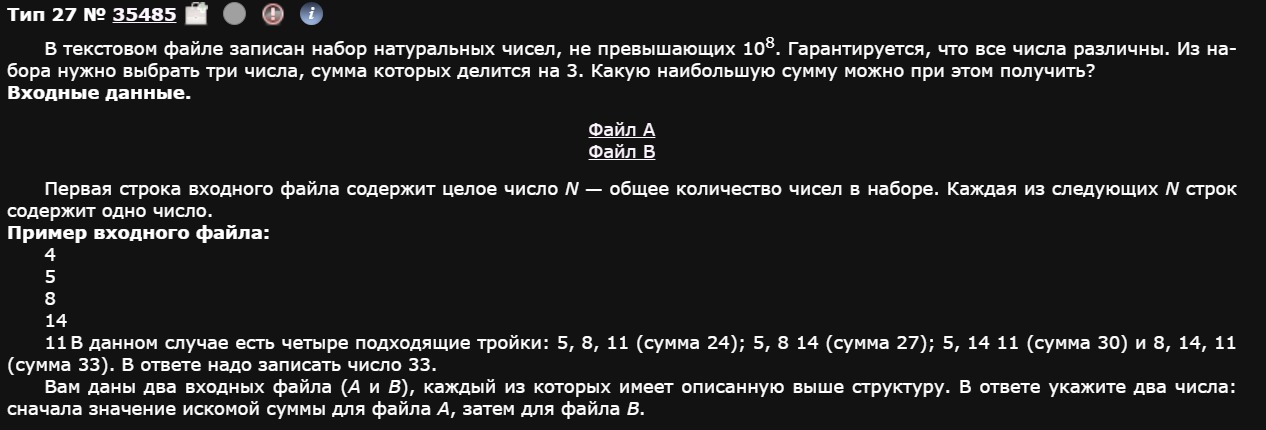 Тип 27 № 35485
В текстовом файле записан набор натуральных чисел, не превышающих 10⁸. Гарантируется, что все числа различны. Из на-
бора нужно выбрать три числа, сумма которых делится на 3. Какую наибольшую сумму можно при этом получить?
Входные данные.
Файл A
Файл B
Первая строка входного файла содержит целое число N — общее количество чисел в наборе. Каждая из следующих N строк
содержит одно число.
Пример входного файла:
4
5
8
14
11 В данном случае есть четыре подходящие тройки: 5, 8, 11 (сумма 24); 5, 8 14 (сумма 27); 5, 14 11 (сумма 30) и 8, 14, 11
(сумма 33). В ответе надо записать число 33.
Вам даны два входных файла (A и B), каждый из которых имеет описанную выше структуру. В ответе укажите два числа:
сначала значение искомой суммы для файла A, затем для файла B.